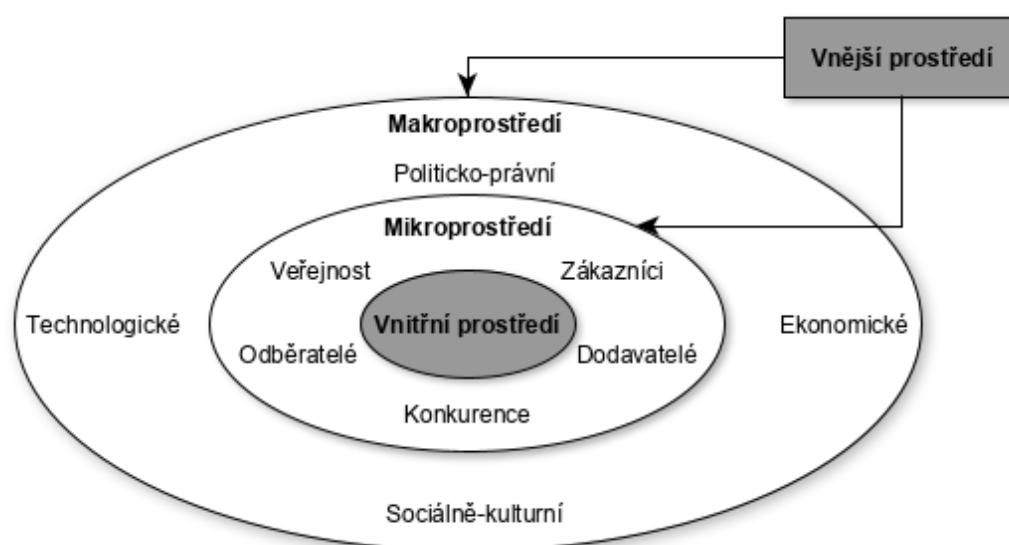 Vnější prostředí
Makroprostředí
Politicko-právní
Mikroprostředí
Veřejnost
Zákazníci
Technologické
Vnitřní prostředí
Ekonomické
Odběratelé
Dodavatelé
Konkurence
Sociálně-kulturní